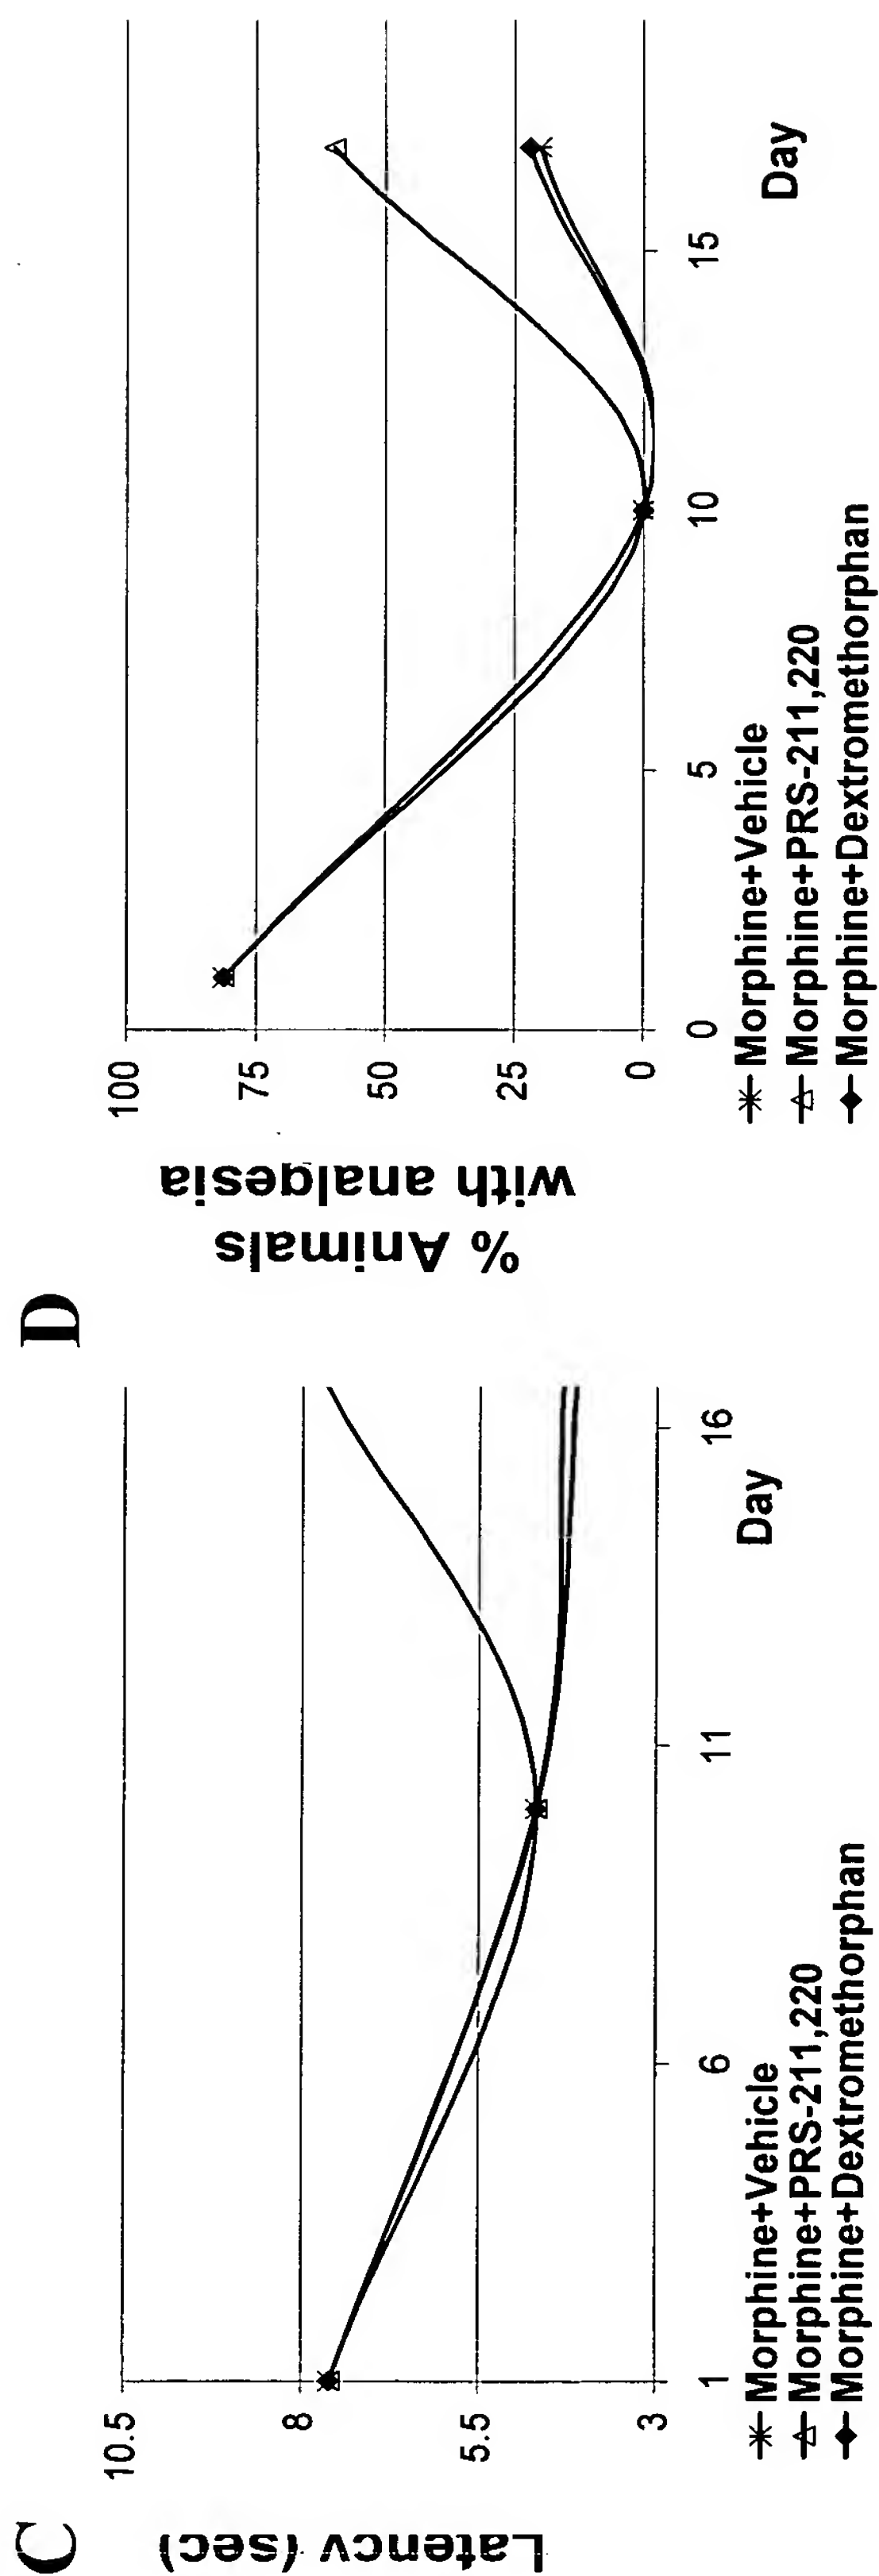 C
Latency (sec)
10.5
8
5.5
3
1
6
11
16
Day
Morphine+Vehicle
Morphine+PRS-211,220
Morphine+Dextromethorphan
D
% Animals
with analgesia
100
75
50
25
0
0
5
10
15
Day
Morphine+Vehicle
Morphine+PRS-211,220
Morphine+Dextromethorphan